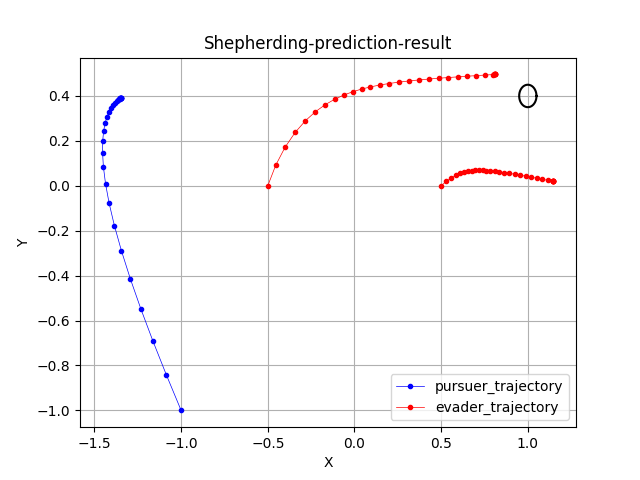 Shepherding-prediction-result
Y
0.4
0.2
0.0
−0.2
−0.4
−0.6
−0.8
−1.0
−1.5 −1.0 −0.5 0.0 0.5 1.0
X
pursuer_trajectory
evader_trajectory